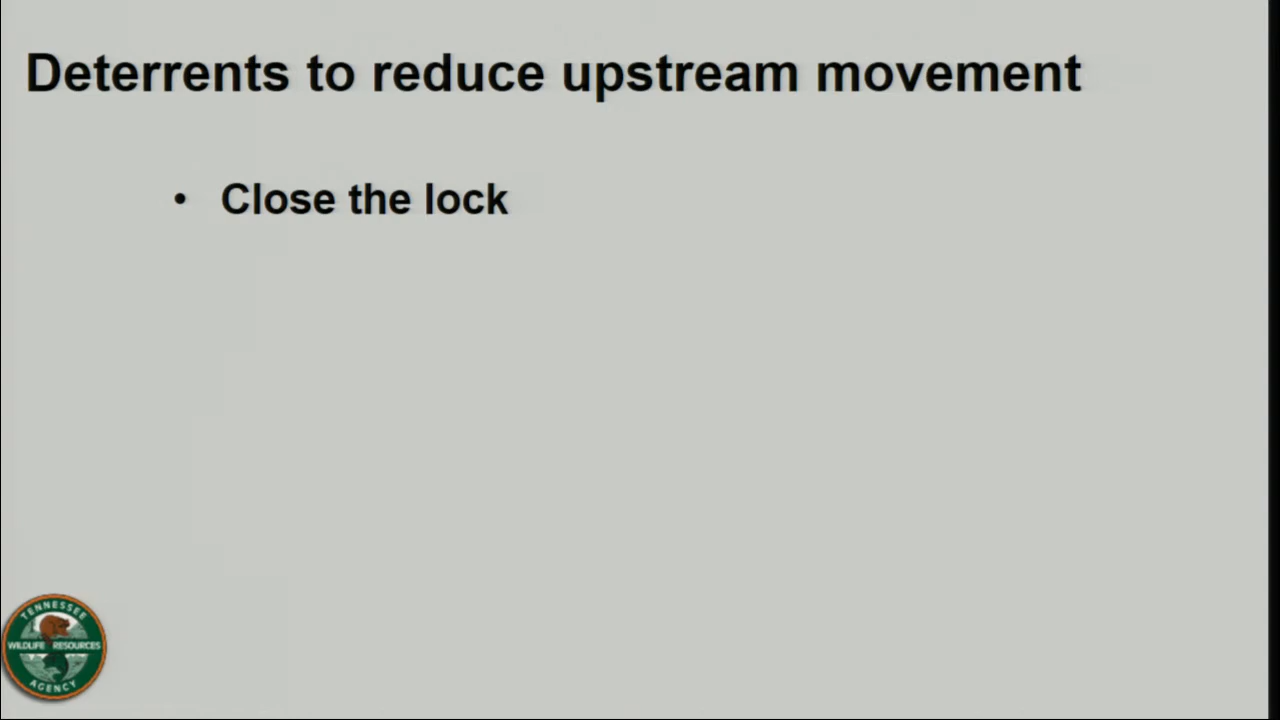 Deterrents to reduce upstream movement
• Close the lock
TENNESSEE
WILDLIFE RESOURCES
AGENCY